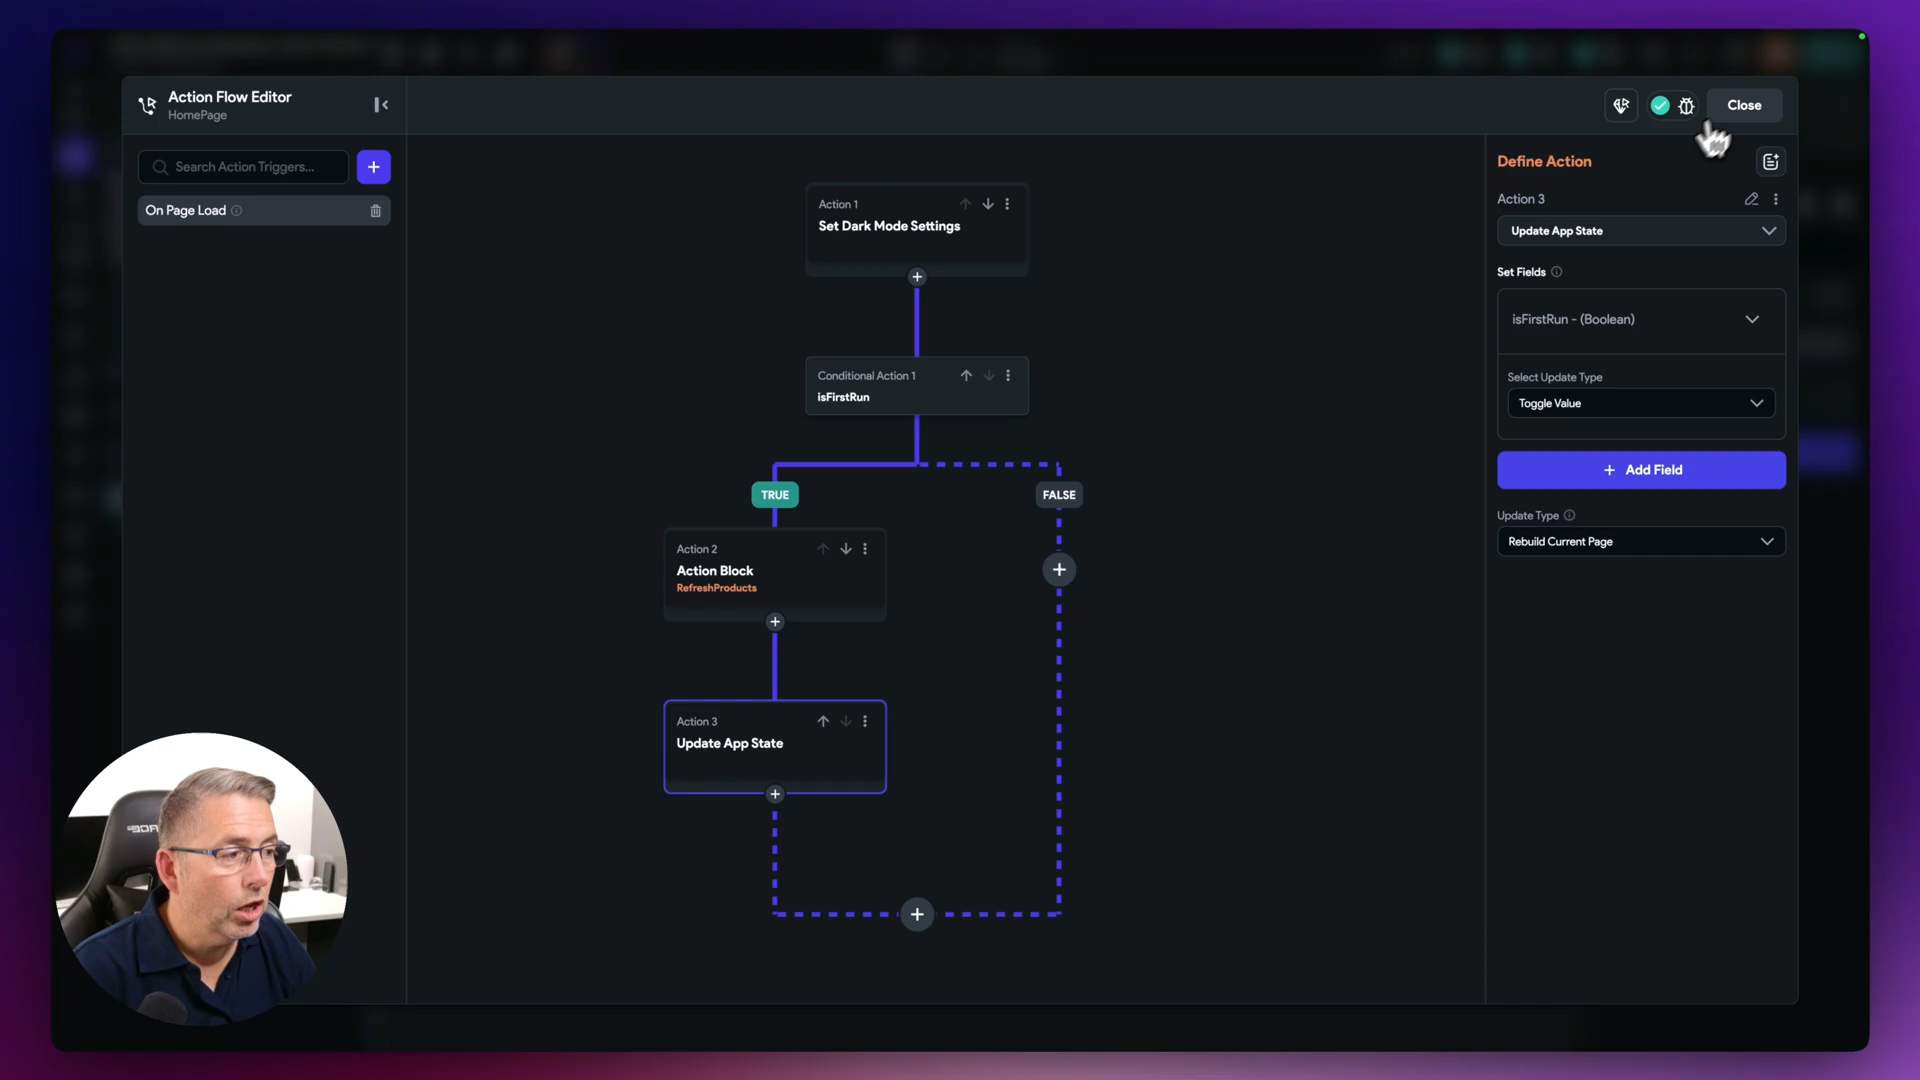 Action Flow Editor
HomePage
Close
Search Action Triggers...
On Page Load
Action 1
Set Dark Mode Settings
Conditional Action 1
isFirstRun
TRUE
FALSE
Action 2
Action Block
RefreshProducts
Action 3
Update App State
Define Action
Action 3
Update App State
Set Fields
isFirstRun - (Boolean)
Select Update Type
Toggle Value
Add Field
Update Type
Rebuild Current Page